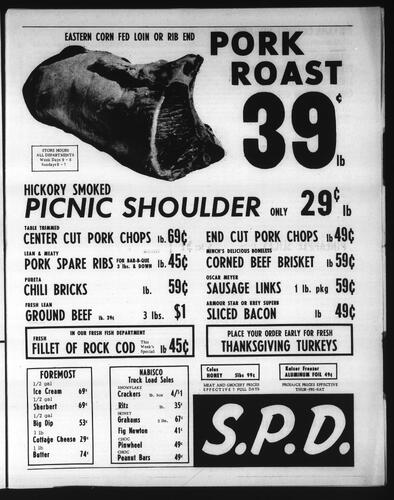 EASTERN CORN FED LOIN OR RIB END
PORK
ROAST
39¢
lb
STORE HOURS
ALL DEPARTMENTS
Week Days 9 - 8
Sundays 8 - 7
HICKORY SMOKED
PICNIC SHOULDER ONLY 29¢ lb
TABLE TRIMMED
CENTER CUT PORK CHOPS lb. 69¢
END CUT PORK CHOPS lb 49¢
LEAN & MEATY
PORK SPARE RIBS FOR BAR-B-QUE 3 lbs. & DOWN lb. 45¢
DELICIOUS BONELESS
CORNED BEEF BRISKET lb 59¢
PURETA
CHILI BRICKS lb. 59¢
OSCAR MEYER
SAUSAGE LINKS 1 lb. pkg 59¢
FRESH LEAN
GROUND BEEF lb. 39¢ 3 lbs. $1
ARMOUR STAR OR KREY SUPERB
SLICED BACON lb 49¢
IN OUR FRESH FISH DEPARTMENT
FRESH
FILLET OF ROCK COD This Week's Special lb 45¢
PLACE YOUR ORDER EARLY FOR FRESH
THANKSGIVING TURKEYS
FOREMOST
1/2 gal
Ice Cream 69¢
1/2 gal
Sherbert 69¢
1/2 gal
Big Dip 53¢
1 lb
Cottage Cheese 29¢
1 lb
Butter 74¢
NABISCO
Truck Load Sales
SNOWFLAKE
Crackers lb. box 4/$1
Ritz lb. 35¢
HONEY
Grahams 2 lbs. 67¢
Fig Newton 41¢
CHOC
Pinwheel 49¢
CHOC
Peanut Bars 49¢
Colas
HONEY 5lbs 99¢
Kaiser Freezer
ALUMINUM FOIL 49¢
MEAT AND GROCERY PRICES
EFFECTIVE 7 FULL DAYS
PRODUCE PRICES EFFECTIVE
THUR-FRI-SAT
S.P.D.